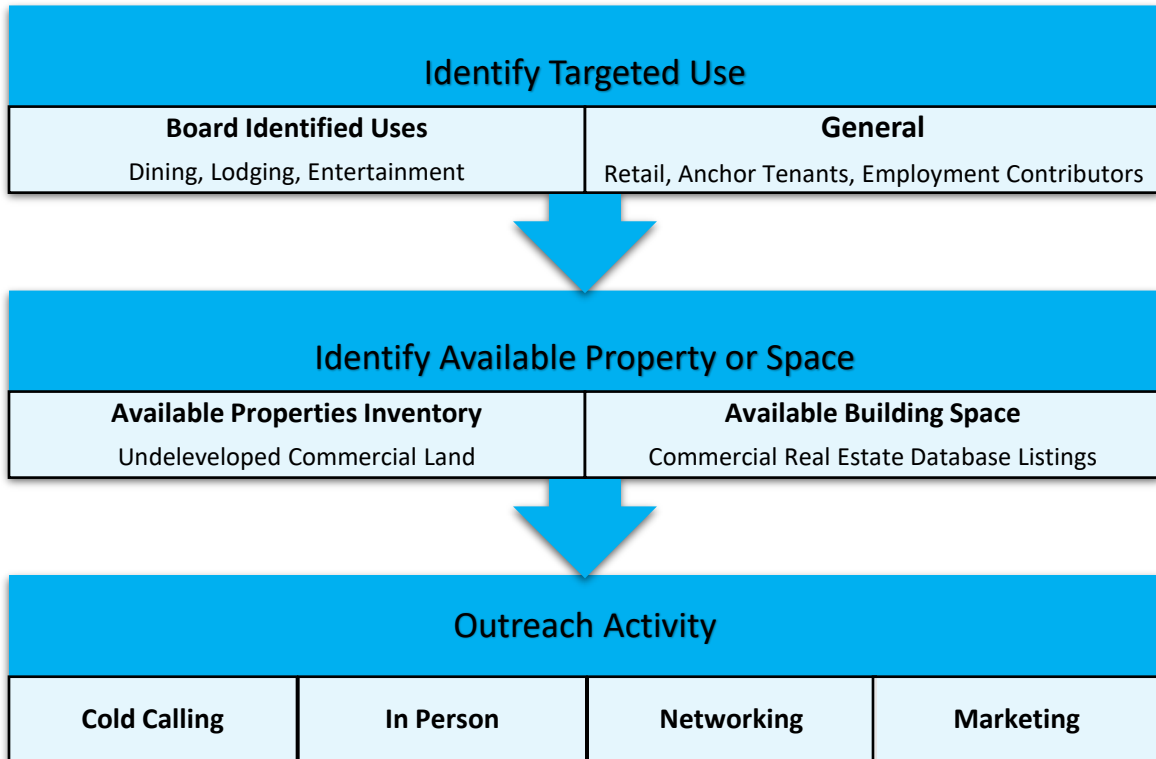 Identify Targeted Use
Board Identified Uses
Dining, Lodging, Entertainment
General
Retail, Anchor Tenants, Employment Contributors
Identify Available Property or Space
Available Properties Inventory
Undeleveloped Commercial Land
Available Building Space
Commercial Real Estate Database Listings
Outreach Activity
Cold Calling
In Person
Networking
Marketing